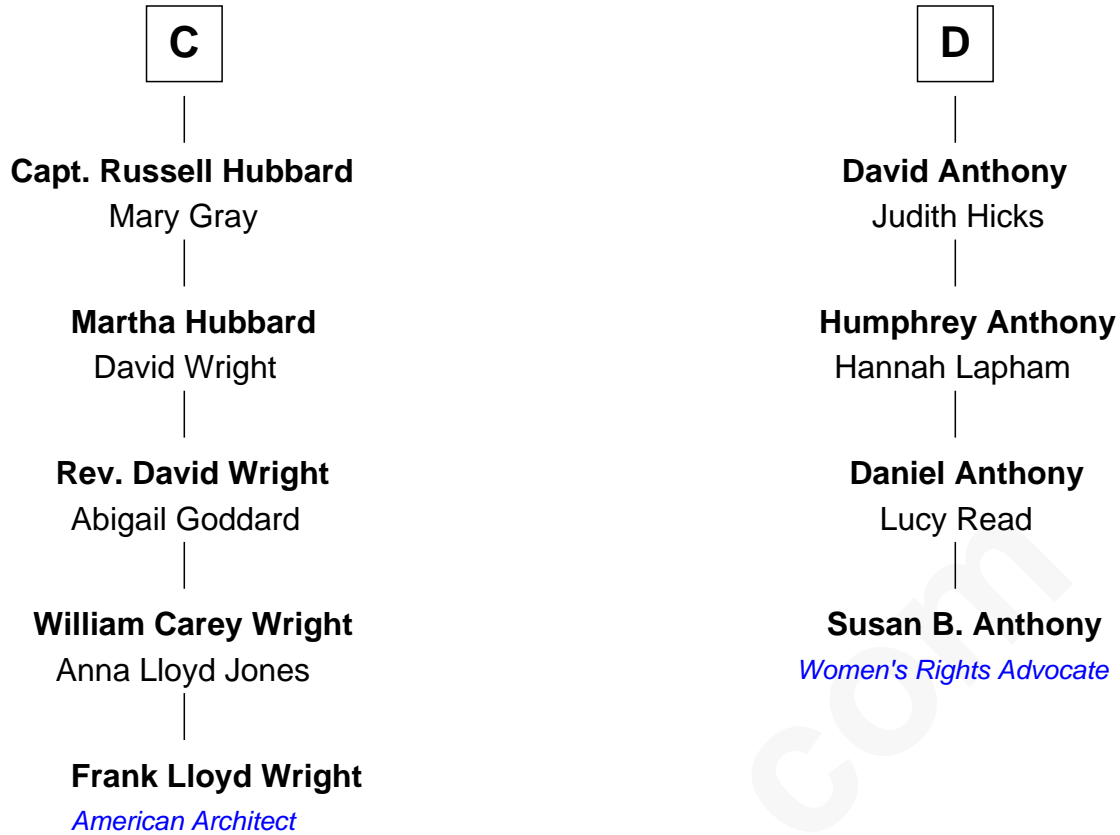 C
Capt. Russell Hubbard
Mary Gray
Martha Hubbard
David Wright
Rev. David Wright
Abigail Goddard
William Carey Wright
Anna Lloyd Jones
Frank Lloyd Wright
American Architect
D
David Anthony
Judith Hicks
Humphrey Anthony
Hannah Lapham
Daniel Anthony
Lucy Read
Susan B. Anthony
Women's Rights Advocate
com